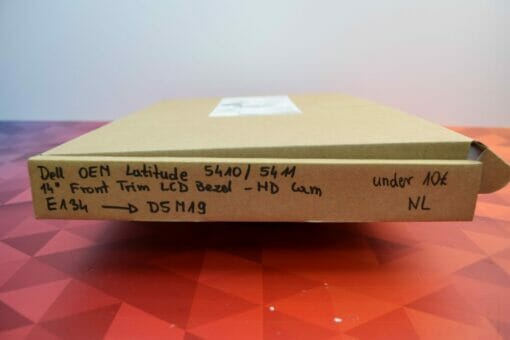 Dell OEM Latitude 5410/5411
14" Front Trim LCD Bezel - HD Cam
E134 → D5M19
under 10£
NL